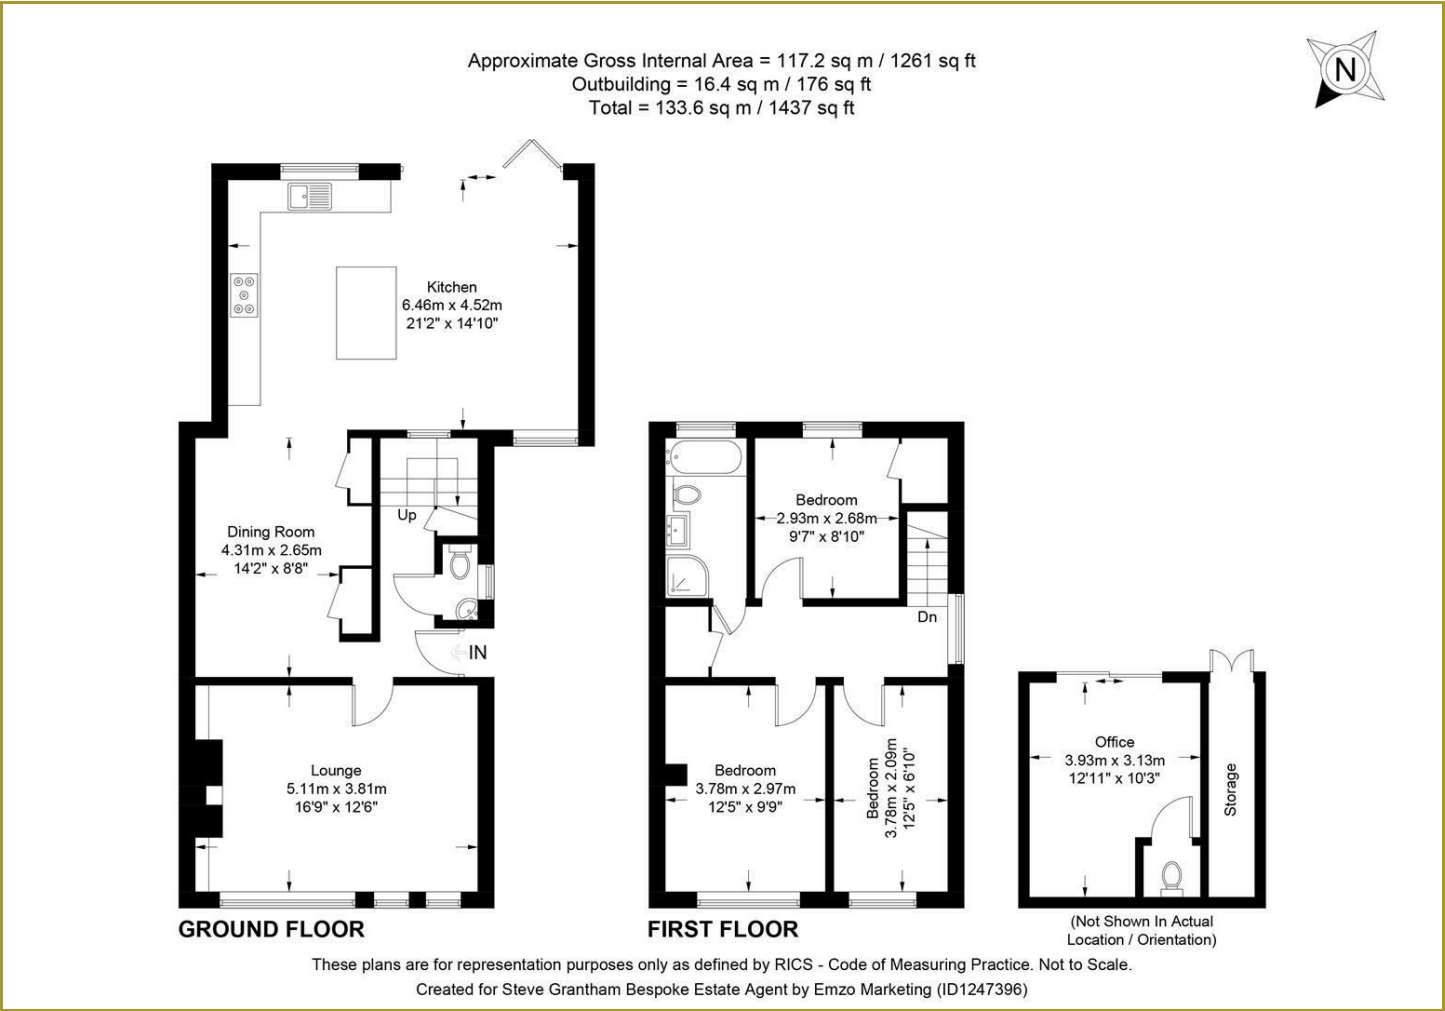 Approximate Gross Internal Area = 117.2 sq m / 1261 sq ft
Outbuilding = 16.4 sq m / 176 sq ft
Total = 133.6 sq m / 1437 sq ft
N
Kitchen
6.46m x 4.52m
21'2" x 14'10"
Up
Dining Room
4.31m x 2.65m
14'2" x 8'8"
IN
Lounge
5.11m x 3.81m
16'9" x 12'6"
GROUND FLOOR
Bedroom
2.93m x 2.68m
9'7" x 8'10"
Dn
Bedroom
3.78m x 2.97m
12'5" x 9'9"
Bedroom
3.78m x 2.09m
12'5" x 6'10"
FIRST FLOOR
Office
3.93m x 3.13m
12'11" x 10'3"
Storage
(Not Shown In Actual
Location / Orientation)
These plans are for representation purposes only as defined by RICS - Code of Measuring Practice. Not to Scale.
Created for Steve Grantham Bespoke Estate Agent by Emzo Marketing (ID1247396)